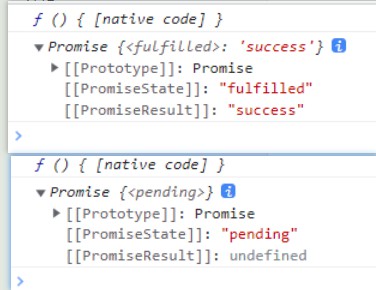 f () { [native code] }
▼Promise {<fulfilled>: 'success'} i
▶[[Prototype]]: Promise
[[PromiseState]]: "fulfilled"
[[PromiseResult]]: "success"
>
f () { [native code] }
▼Promise {<pending>} i
▶[[Prototype]]: Promise
[[PromiseState]]: "pending"
[[PromiseResult]]: undefined
>